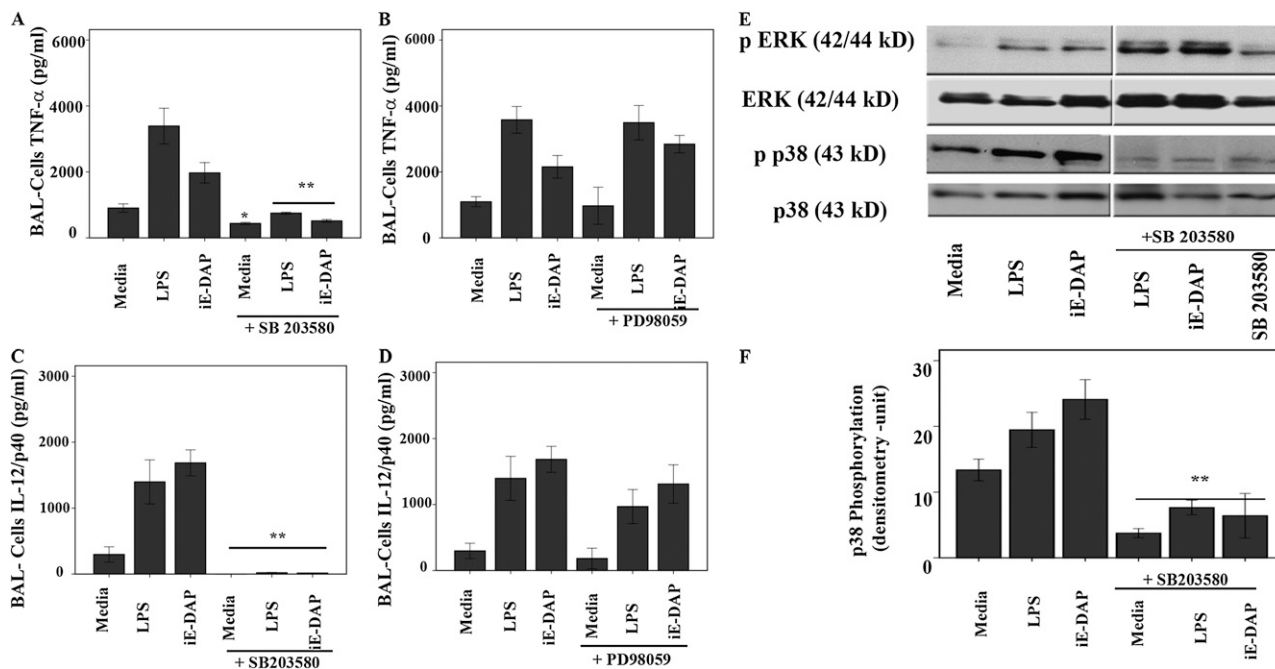 A
BAL-Cells TNF-α (pg/ml)
6000
4000
2000
0
*
**
Media
LPS
iE-DAP
Media
LPS
iE-DAP
+ SB 203580
B
BAL-Cells TNF-α (pg/ml)
6000
4000
2000
0
Media
LPS
iE-DAP
Media
LPS
iE-DAP
+ PD98059
C
BAL- Cells IL-12/p40 (pg/ml)
3000
2000
1000
0
**
Media
LPS
iE-DAP
Media
LPS
iE-DAP
+ SB203580
D
BAL-Cells IL-12/p40 (pg/ml)
3000
2000
1000
0
Media
LPS
iE-DAP
Media
LPS
iE-DAP
+ PD98059
E
p ERK (42/44 kD)
ERK (42/44 kD)
p p38 (43 kD)
p38 (43 kD)
Media
LPS
iE-DAP
+SB 203580
LPS
iE-DAP
SB 203580
F
p38 Phosphorylation
(densitometry -unit)
30
20
10
0
**
Media
LPS
iE-DAP
+ SB203580
Media
LPS
iE-DAP